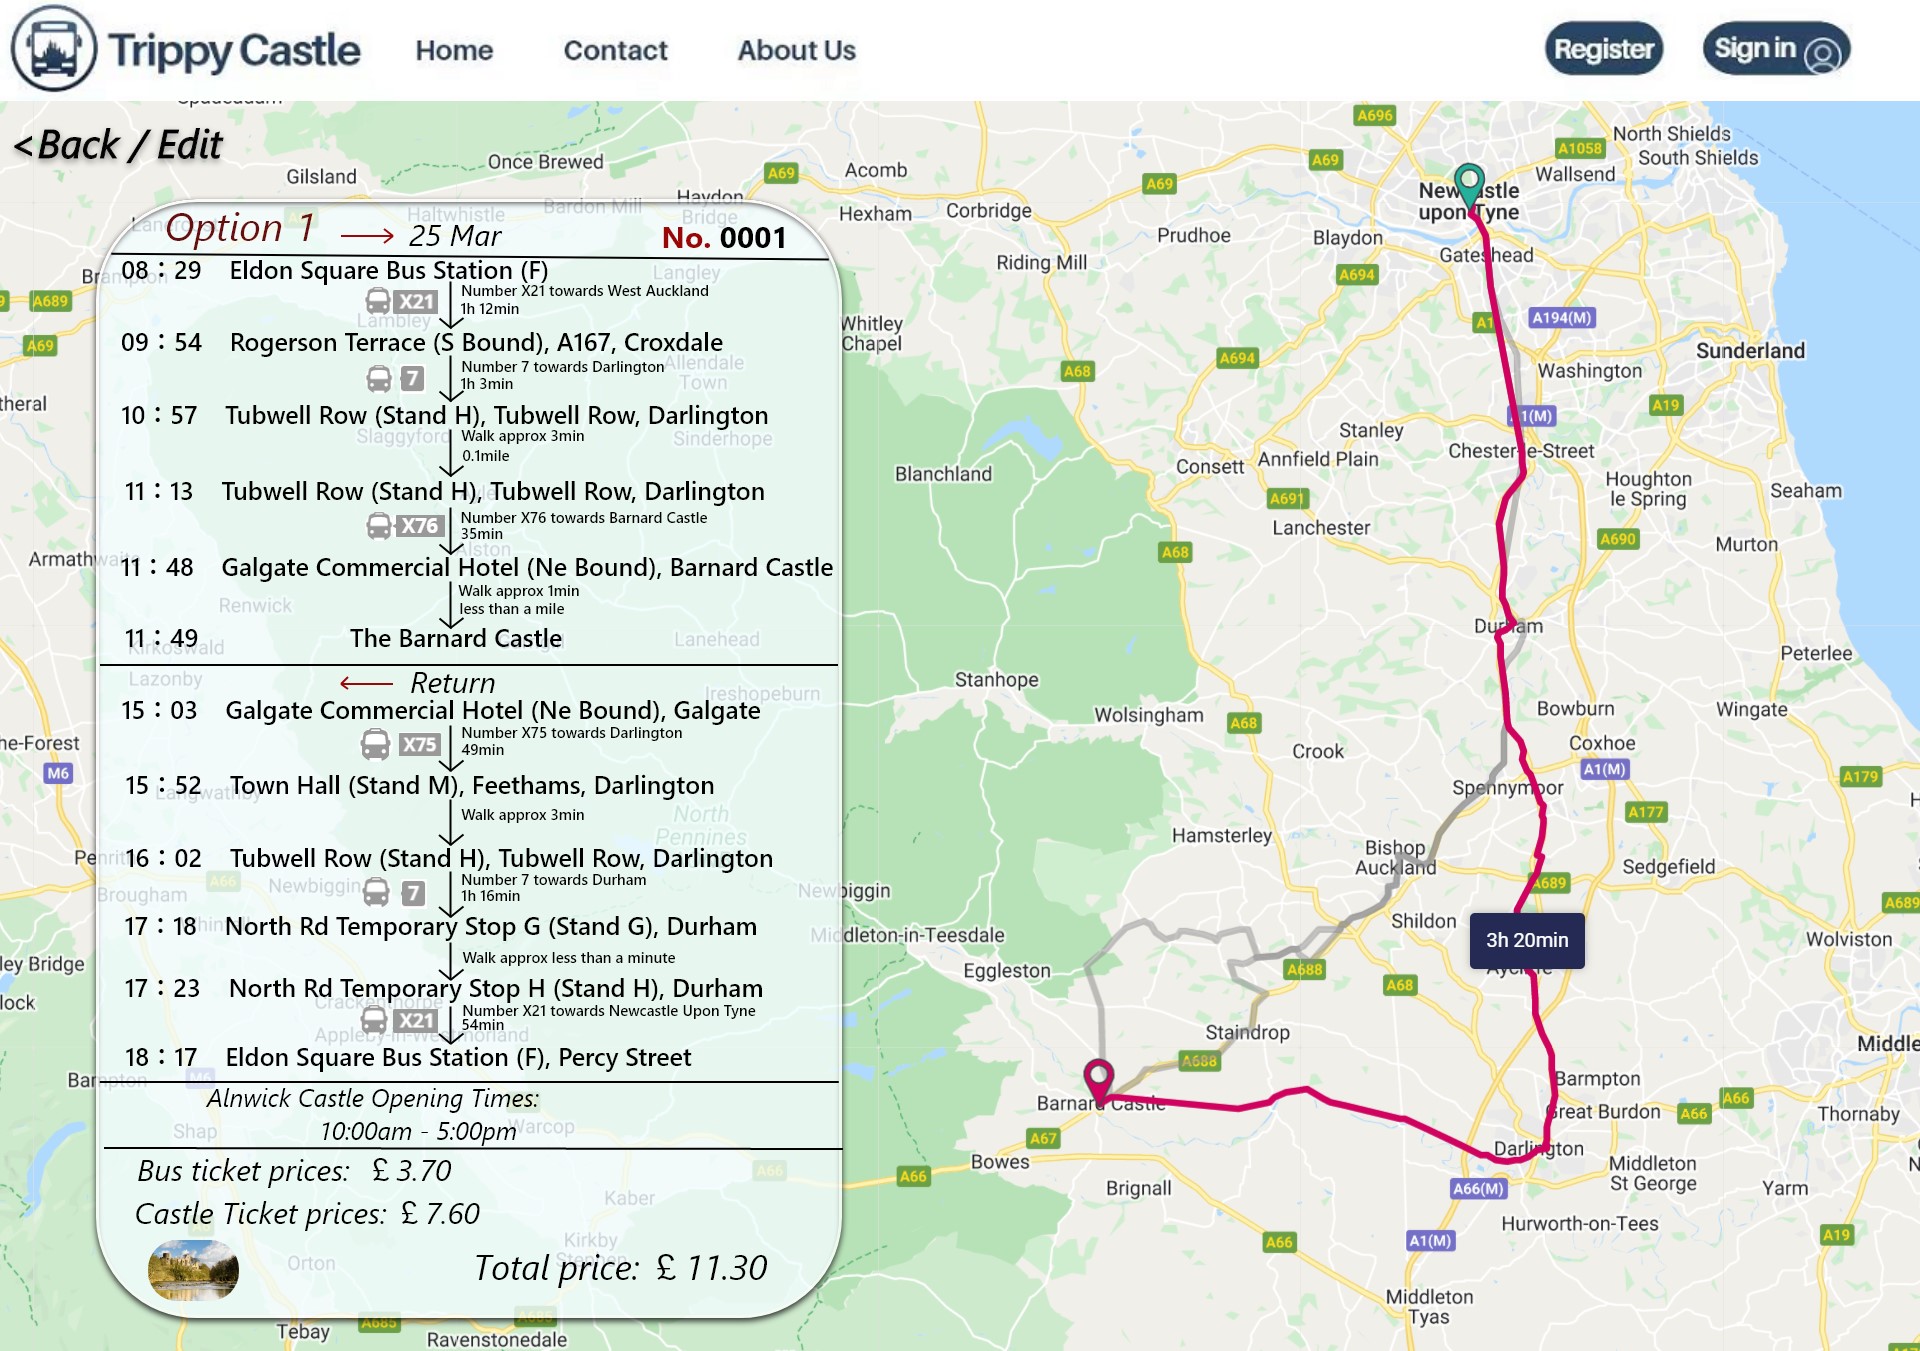 Trippy Castle
Home
Contact
About Us
Register
Sign in
<Back / Edit
Option 1
25 Mar
No. 0001
08 : 29 Eldon Square Bus Station (F)
X21
Number X21 towards West Auckland
1h 12min
09 : 54 Rogerson Terrace (S Bound), A167, Croxdale
7
Number 7 towards Darlington
1h 3min
10 : 57 Tubwell Row (Stand H), Tubwell Row, Darlington
Walk approx 3min
0.1mile
11 : 13 Tubwell Row (Stand H), Tubwell Row, Darlington
X76
Number X76 towards Barnard Castle
35min
11 : 48 Galgate Commercial Hotel (Ne Bound), Barnard Castle
Walk approx 1min
less than a mile
11 : 49 The Barnard Castle
Return
15 : 03 Galgate Commercial Hotel (Ne Bound), Galgate
X75
Number X75 towards Darlington
49min
15 : 52 Town Hall (Stand M), Feethams, Darlington
Walk approx 3min
16 : 02 Tubwell Row (Stand H), Tubwell Row, Darlington
7
Number 7 towards Durham
1h 16min
17 : 18 North Rd Temporary Stop G (Stand G), Durham
Walk approx less than a minute
17 : 23 North Rd Temporary Stop H (Stand H), Durham
X21
Number X21 towards Newcastle Upon Tyne
54min
18 : 17 Eldon Square Bus Station (F), Percy Street
Alnwick Castle Opening Times:
10:00am - 5:00pm
Bus ticket prices: £ 3.70
Castle Ticket prices: £ 7.60
Total price: £ 11.30
Gilsland
Once Brewed
Haydon
Bridge
Haltwhistle
Bardon Mill
Langley
Lambley
Allendale
Town
Slaggyford
Sinderhope
Alston
Renwick
Kirkoswald
Lanehead
Lazonby
Ireshopeburn
Langwathby
North
Pennines
Brougham
A66
Newbiggin
Crackenthorpe
Appleby-in-Westmorland
M6
Shap
Warcop
A66
Kaber
Kirkby
Stephen
Orton
Tebay
A685
A685
Ravenstonedale
A689
A69
Armathwaite
M6
Bampton
A69
Acomb
Hexham
Corbridge
A69
Prudhoe
Riding Mill
Whitley
Chapel
A68
A694
Blanchland
Consett
Annfield Plain
Stanley
A691
Lanchester
A68
Stanhope
Wolsingham
A68
Crook
Hamsterley
Newbiggin
Middleton-in-Teesdale
Eggleston
A696
A69
North Shields
A1058
South Shields
Wallsend
Newcastle
upon Tyne
Blaydon
Gateshead
A694
A1
A194(M)
Sunderland
Washington
A1(M)
A19
Chester-le-Street
Houghton
le Spring
Seaham
A690
Murton
Durham
Peterlee
Bowburn
Wingate
Coxhoe
A1(M)
A179
Spennymoor
A177
Bishop
Auckland
Sedgefield
A689
A689
Shildon
3h 20min
Wolviston
A688
A68
Staindrop
A688
Barnard Castle
A67
Bowes
A66
Brignall
A66
Barmpton
Great Burdon
A66
A66
Thornaby
Darlington
Middleton
St George
A66(M)
Yarm
Hurworth-on-Tees
A1(M)
A19
Middleton
Tyas